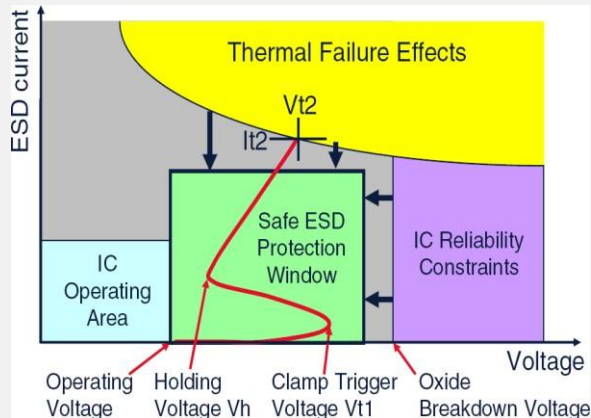 ESD current
Thermal Failure Effects
Vt2
It2
Safe ESD
Protection
Window
IC
Operating
Area
IC Reliability
Constraints
Voltage
Operating
Voltage
Holding
Voltage Vh
Clamp Trigger
Voltage Vt1
Oxide
Breakdown Voltage